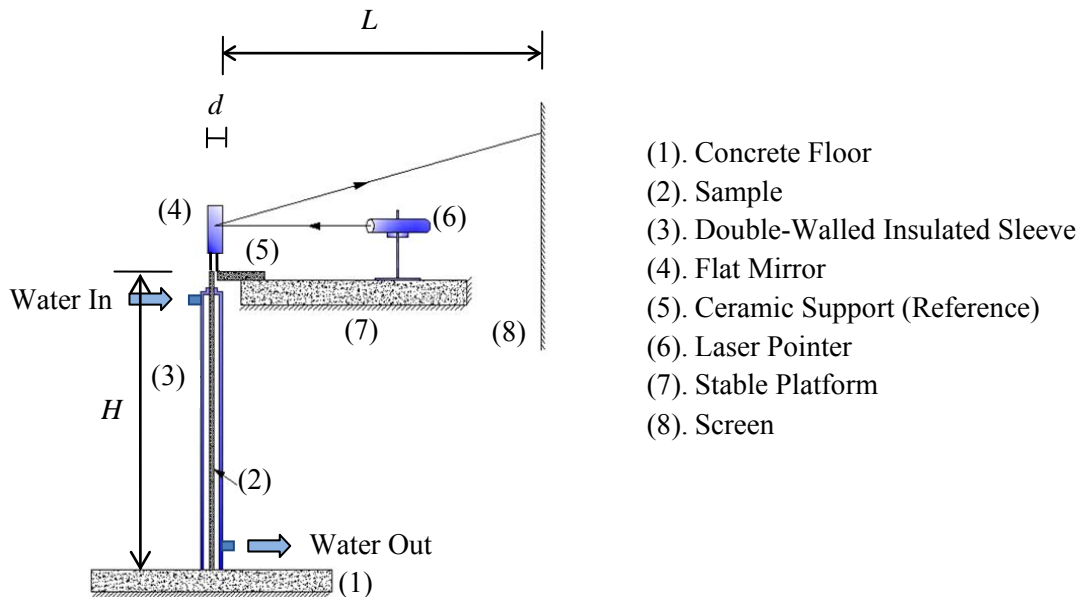 L
d
(4)
(6)
(5)
Water In
(7)
(8)
(3)
H
(2)
Water Out
(1)
(1). Concrete Floor
(2). Sample
(3). Double-Walled Insulated Sleeve
(4). Flat Mirror
(5). Ceramic Support (Reference)
(6). Laser Pointer
(7). Stable Platform
(8). Screen